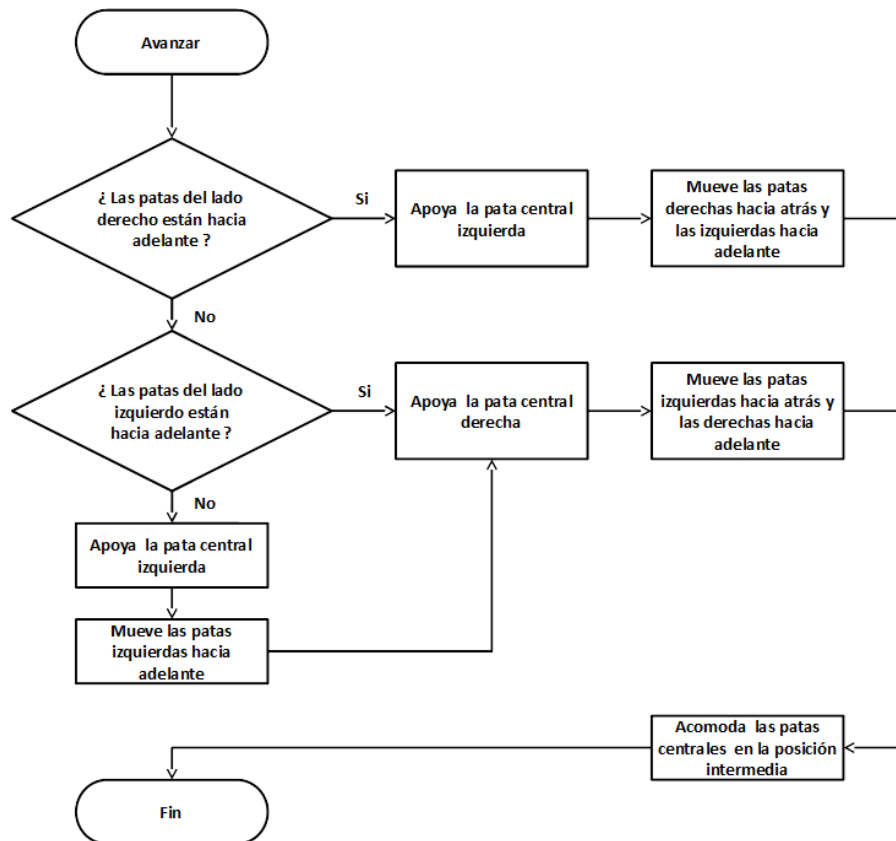 Avanzar
¿ Las patas del lado
derecho están hacia
adelante ?
Si
Apoya la pata central
izquierda
Mueve las patas
derechas hacia atrás y
las izquierdas hacia
adelante
No
¿ Las patas del lado
izquierdo están
hacia adelante ?
Si
Apoya la pata central
derecha
Mueve las patas
izquierdas hacia atrás y
las derechas hacia
adelante
No
Apoya la pata central
izquierda
Mueve las patas
izquierdas hacia
adelante
Acomoda las patas
centrales en la posición
intermedia
Fin